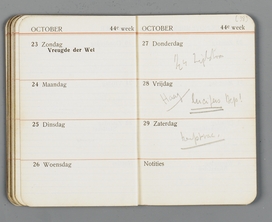 OCTOBER 44e week
23 Zondag
Vreugde der Wet
24 Maandag
25 Dinsdag
26 Woensdag
OCTOBER 44e week
27 Donderdag
28 Vrijdag
29 Zaterdag
Notities